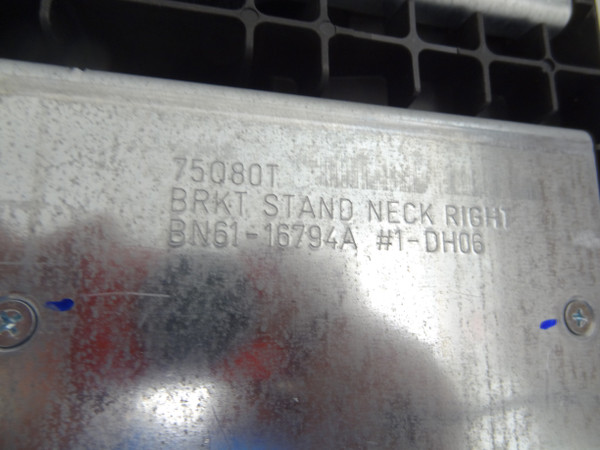 75Q80T
BRKT STAND NECK RIGHT
BN61-16794A #1-DH06